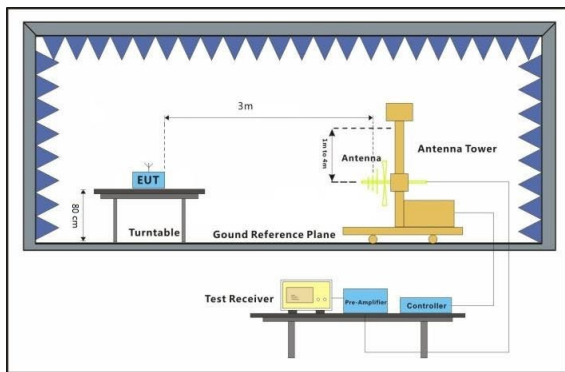 3m
1m to 4m
Antenna
Antenna Tower
EUT
80 cm
Turntable
Gound Reference Plane
Test Receiver
Pre-Amplifier
Controller